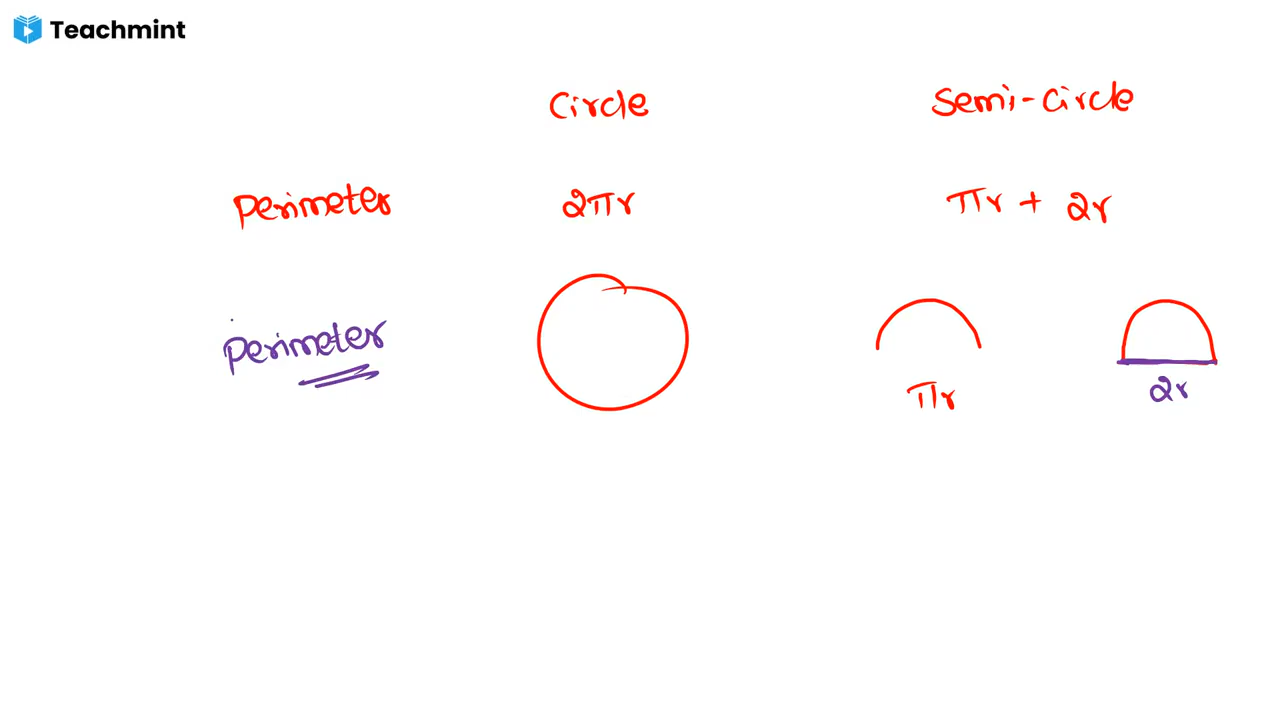 Teachmint
Circle Semi-Circle
Perimeter 2πr πr + 2r
Perimeter
πr 2r